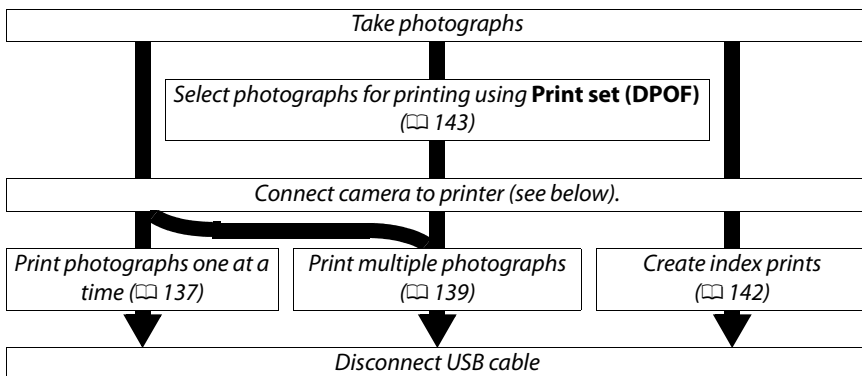 Take photographs
Select photographs for printing using Print set (DPOF)
(📖 143)
Connect camera to printer (see below).
Print photographs one at a
time (📖 137)
Print multiple photographs
(📖 139)
Create index prints
(📖 142)
Disconnect USB cable